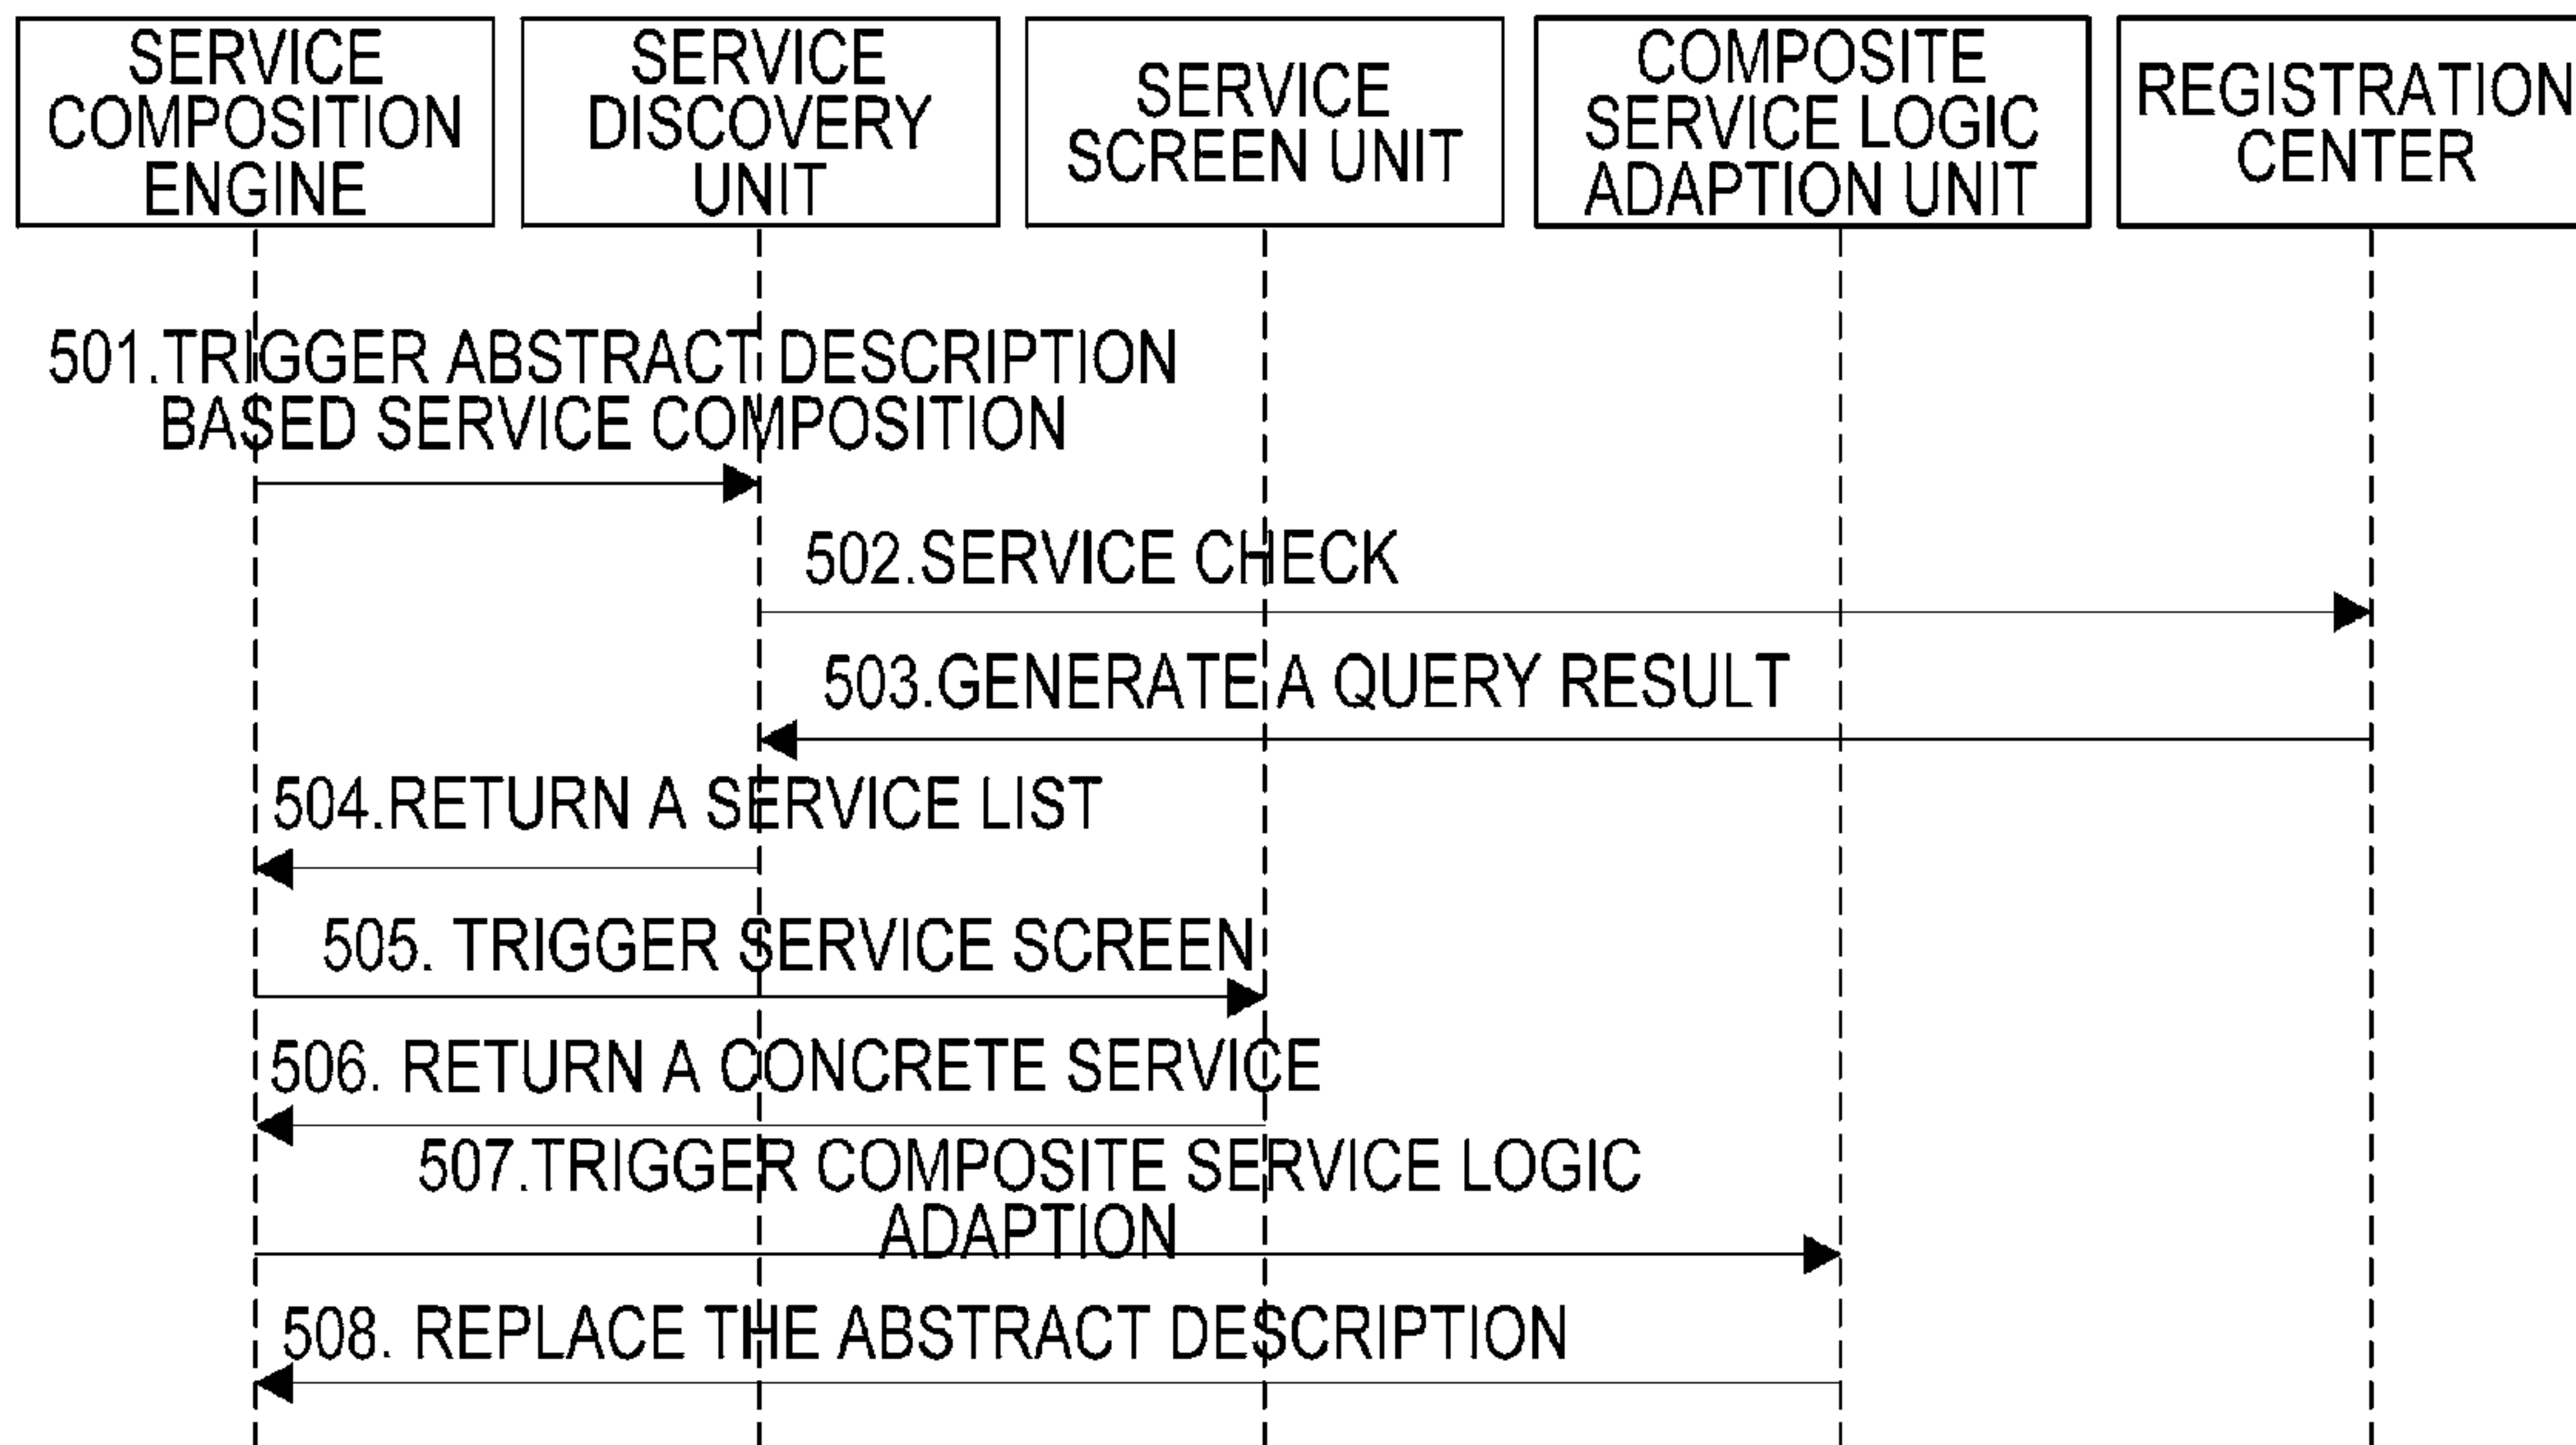 SERVICE
COMPOSITION
ENGINE
SERVICE
DISCOVERY
UNIT
SERVICE
SCREEN UNIT
COMPOSITE
SERVICE LOGIC
ADAPTION UNIT
REGISTRATION
CENTER
501.TRIGGER ABSTRACT DESCRIPTION
BASED SERVICE COMPOSITION
502.SERVICE CHECK
503.GENERATE A QUERY RESULT
504.RETURN A SERVICE LIST
505. TRIGGER SERVICE SCREEN
506. RETURN A CONCRETE SERVICE
507.TRIGGER COMPOSITE SERVICE LOGIC
ADAPTION
508. REPLACE THE ABSTRACT DESCRIPTION